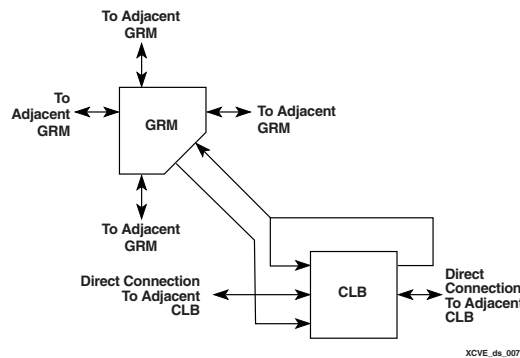 To Adjacent
GRM
To
Adjacent
GRM
GRM
To Adjacent
GRM
To Adjacent
GRM
Direct Connection
To Adjacent
CLB
CLB
Direct
Connection
To Adjacent
CLB
XCVE_ds_007